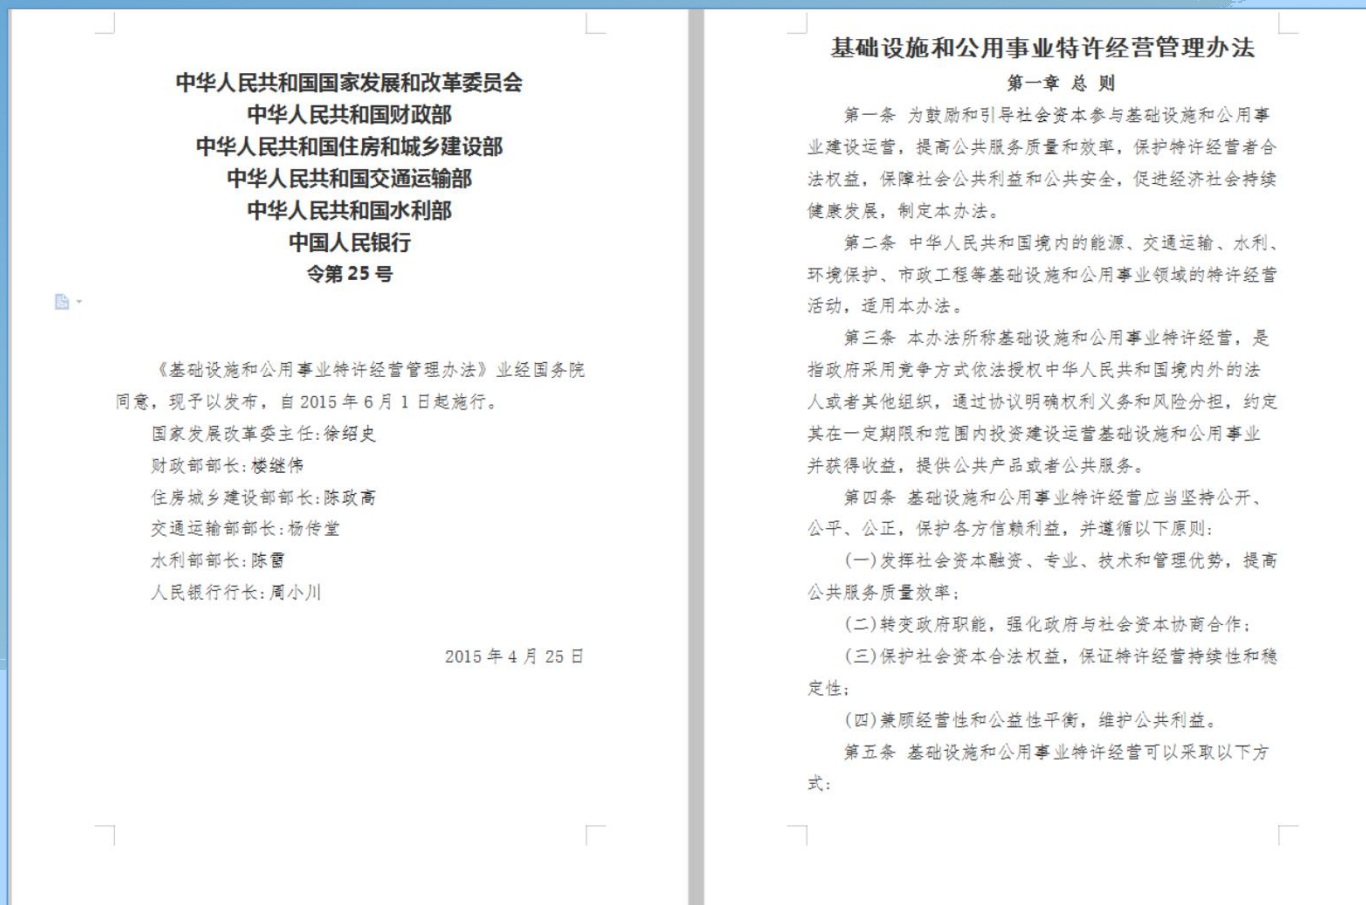 中华人民共和国国家发展和改革委员会
中华人民共和国财政部
中华人民共和国住房和城乡建设部
中华人民共和国交通运输部
中华人民共和国水利部
中国人民银行
令第 25 号
《基础设施和公用事业特许经营管理办法》业经国务院
同意，现予以发布，自 2015 年 6 月 1 日起施行。
国家发展改革委主任:徐绍史
财政部部长:楼继伟
住房城乡建设部部长:陈政高
交通运输部部长:杨传堂
水利部部长:陈雷
人民银行行长:周小川
2015 年 4 月 25 日
基础设施和公用事业特许经营管理办法
第一章 总 则
第一条 为鼓励和引导社会资本参与基础设施和公用事
业建设运营，提高公共服务质量和效率，保护特许经营者合
法权益，保障社会公共利益和公共安全，促进经济社会持续
健康发展，制定本办法。
第二条 中华人民共和国境内的能源、交通运输、水利、
环境保护、市政工程等基础设施和公用事业领域的特许经营
活动，适用本办法。
第三条 本办法所称基础设施和公用事业特许经营，是
指政府采用竞争方式依法授权中华人民共和国境内外的法
人或者其他组织，通过协议明确权利义务和风险分担，约定
其在一定期限和范围内投资建设运营基础设施和公用事业
并获得收益，提供公共产品或者公共服务。
第四条 基础设施和公用事业特许经营应当坚持公开、
公平、公正，保护各方信赖利益，并遵循以下原则:
(一)发挥社会资本融资、专业、技术和管理优势，提高
公共服务质量效率;
(二)转变政府职能，强化政府与社会资本协商合作;
(三)保护社会资本合法权益，保证特许经营持续性和稳
定性;
(四)兼顾经营性和公益性平衡，维护公共利益。
第五条 基础设施和公用事业特许经营可以采取以下方
式: